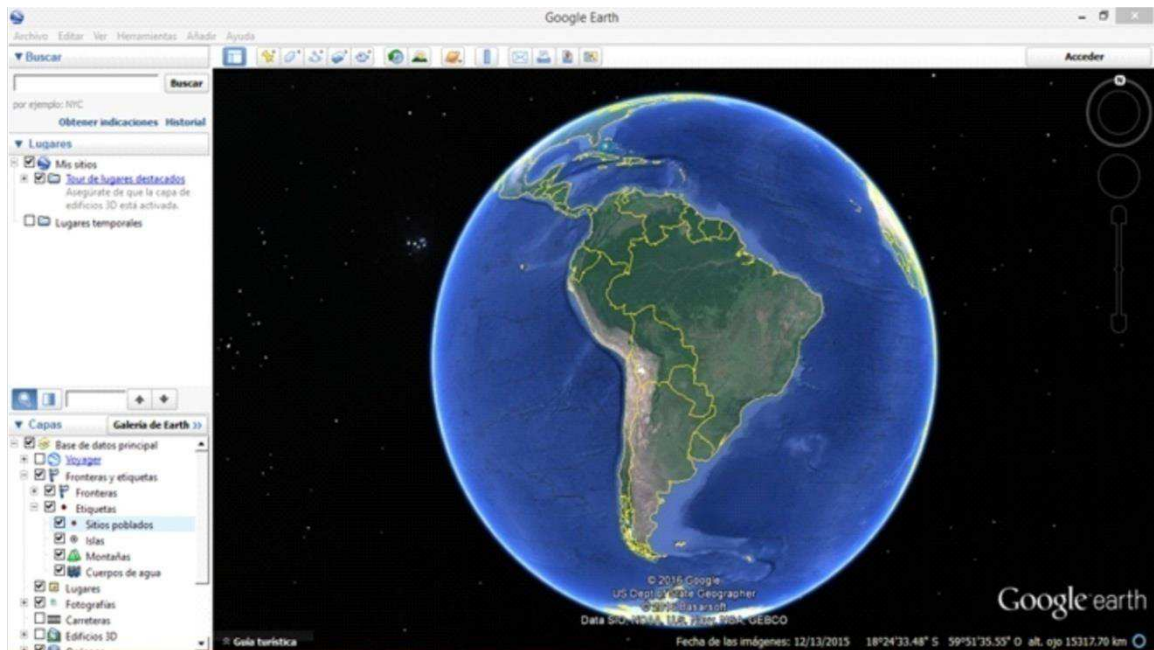 Google Earth
Archivo Editar Ver Herramientas Añadir Ayuda
Buscar
Acceder
Buscar
por ejemplo: NYC
Obtener indicaciones Historial
Lugares
Mis sitios
Tour de lugares destacados
Asegúrate de que la capa de
edificios 3D está activada.
Lugares temporales
N
Capas
Galería de Earth >>
Base de datos principal
Voyager
Fronteras y etiquetas
Fronteras
Etiquetas
Sitios poblados
Islas
Montañas
Cuerpos de agua
Lugares
Fotografías
Carreteras
Edificios 3D
© 2016 Google
US Dept of State Geographer
© 2016 Basarsoft
Data SIO, NOAA, U.S. Navy, NGA, GEBCO
Google earth
Guía turística
Fecha de las imágenes: 12/13/2015 18°24'33.48" S 59°51'35.55" O alt. ojo 15317.70 km